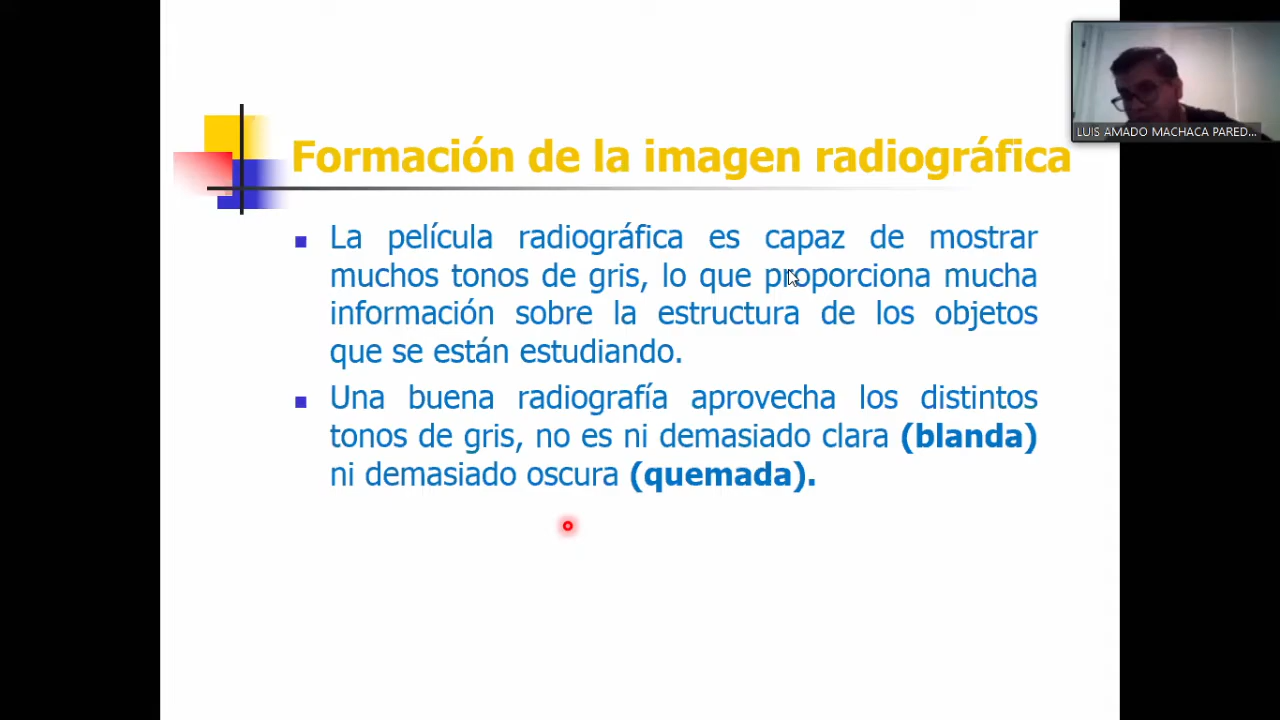 LUIS AMADO MACHACA PARED...
Formación de la imagen radiográfica
La película radiográfica es capaz de mostrar
muchos tonos de gris, lo que proporciona mucha
información sobre la estructura de los objetos
que se están estudiando.
Una buena radiografía aprovecha los distintos
tonos de gris, no es ni demasiado clara (blanda)
ni demasiado oscura (quemada).